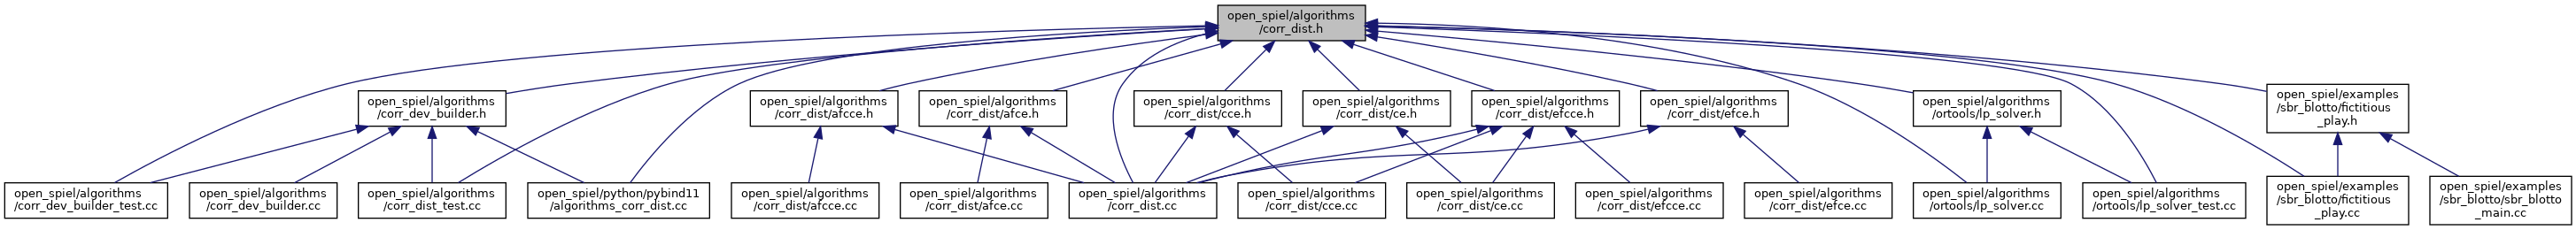 open_spiel/algorithms
/corr_dist.h
open_spiel/algorithms
/corr_dev_builder.h
open_spiel/algorithms
/corr_dist/afcce.h
open_spiel/algorithms
/corr_dist/afce.h
open_spiel/algorithms
/corr_dist/cce.h
open_spiel/algorithms
/corr_dist/ce.h
open_spiel/algorithms
/corr_dist/efcce.h
open_spiel/algorithms
/corr_dist/efce.h
open_spiel/algorithms
/ortools/lp_solver.h
open_spiel/examples
/sbr_blotto/fictitious
_play.h
open_spiel/algorithms
/corr_dev_builder_test.cc
open_spiel/algorithms
/corr_dev_builder.cc
open_spiel/algorithms
/corr_dist_test.cc
open_spiel/python/pybind11
/algorithms_corr_dist.cc
open_spiel/algorithms
/corr_dist/afcce.cc
open_spiel/algorithms
/corr_dist/afce.cc
open_spiel/algorithms
/corr_dist.cc
open_spiel/algorithms
/corr_dist/cce.cc
open_spiel/algorithms
/corr_dist/ce.cc
open_spiel/algorithms
/corr_dist/efcce.cc
open_spiel/algorithms
/corr_dist/efce.cc
open_spiel/algorithms
/ortools/lp_solver.cc
open_spiel/algorithms
/ortools/lp_solver_test.cc
open_spiel/examples
/sbr_blotto/fictitious
_play.cc
open_spiel/examples
/sbr_blotto/sbr_blotto
_main.cc